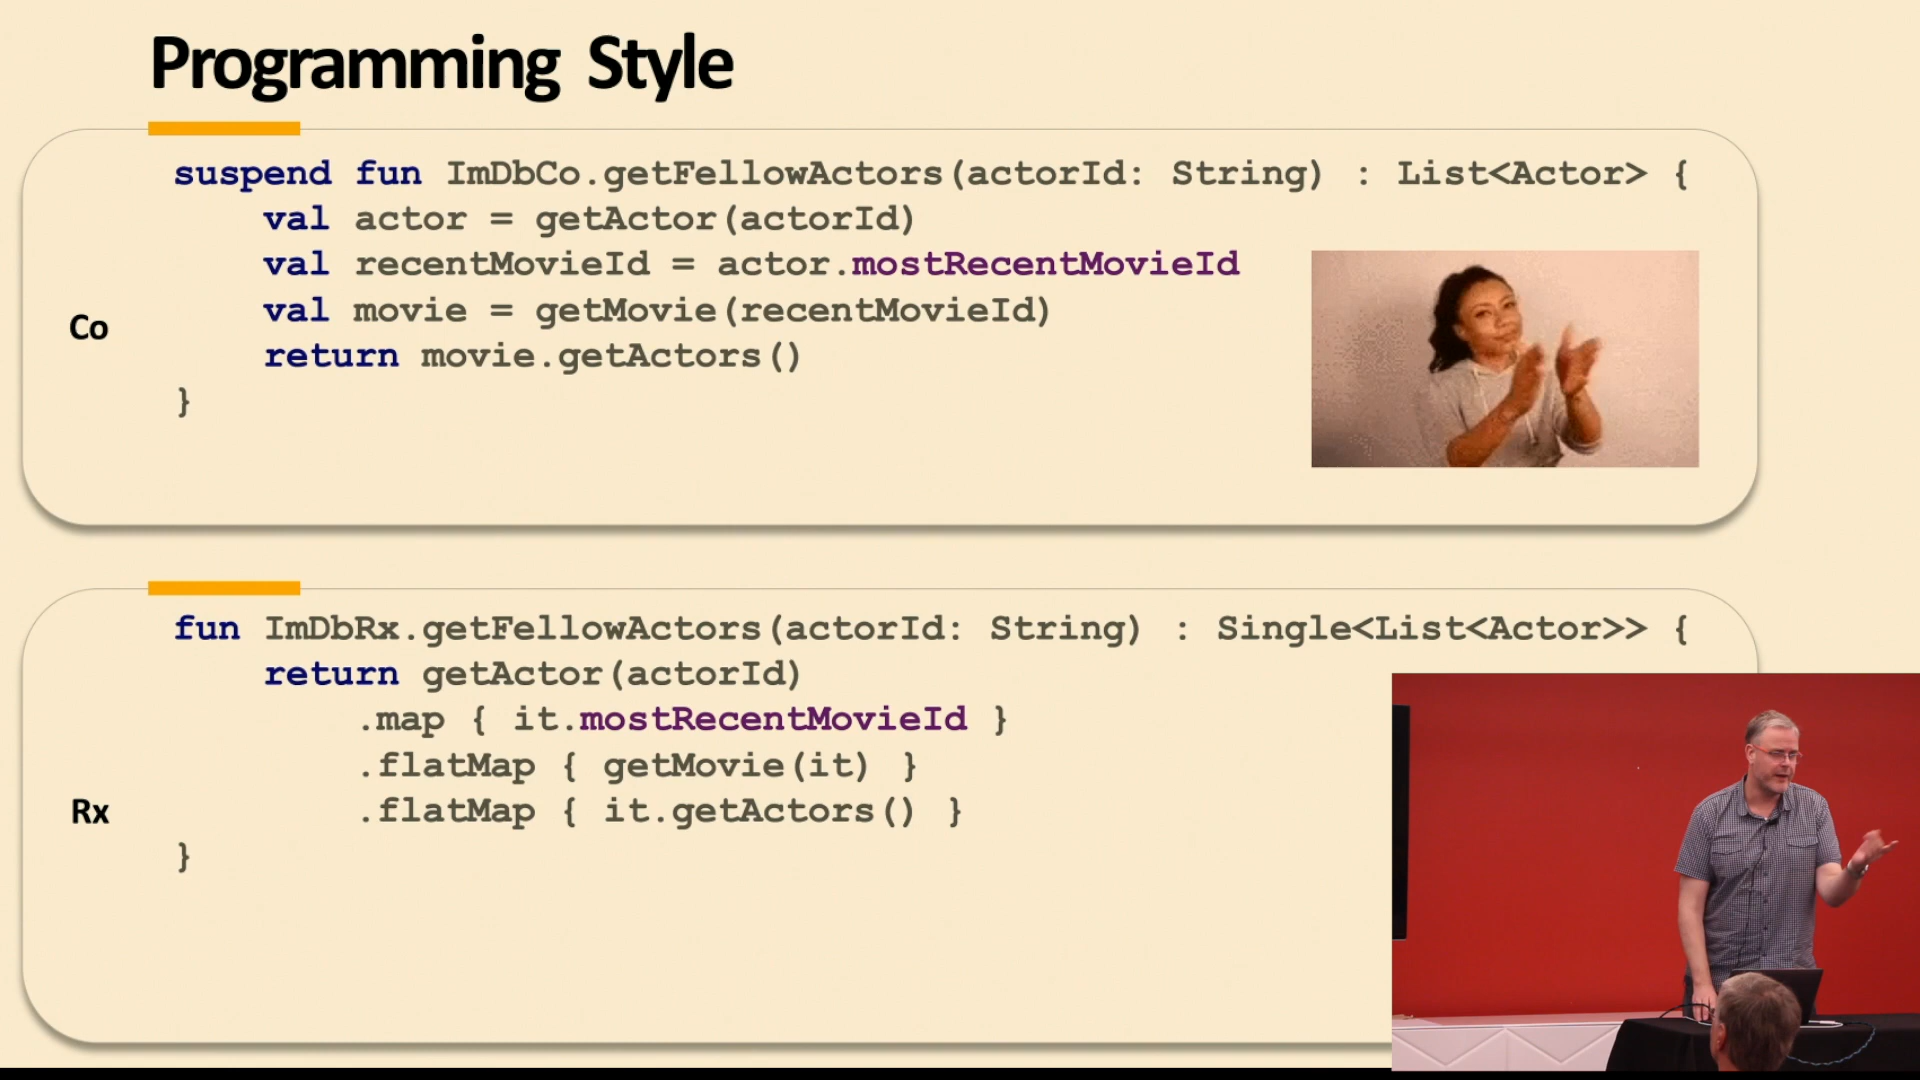 Programming Style
suspend fun ImDbCo.getFellowActors(actorId: String) : List<Actor> {
val actor = getActor(actorId)
val recentMovieId = actor.mostRecentMovieId
val movie = getMovie(recentMovieId)
return movie.getActors()
}
Co
fun ImDbRx.getFellowActors(actorId: String) : Single<List<Actor>> {
return getActor(actorId)
.map { it.mostRecentMovieId }
.flatMap { getMovie(it) }
.flatMap { it.getActors() }
}
Rx